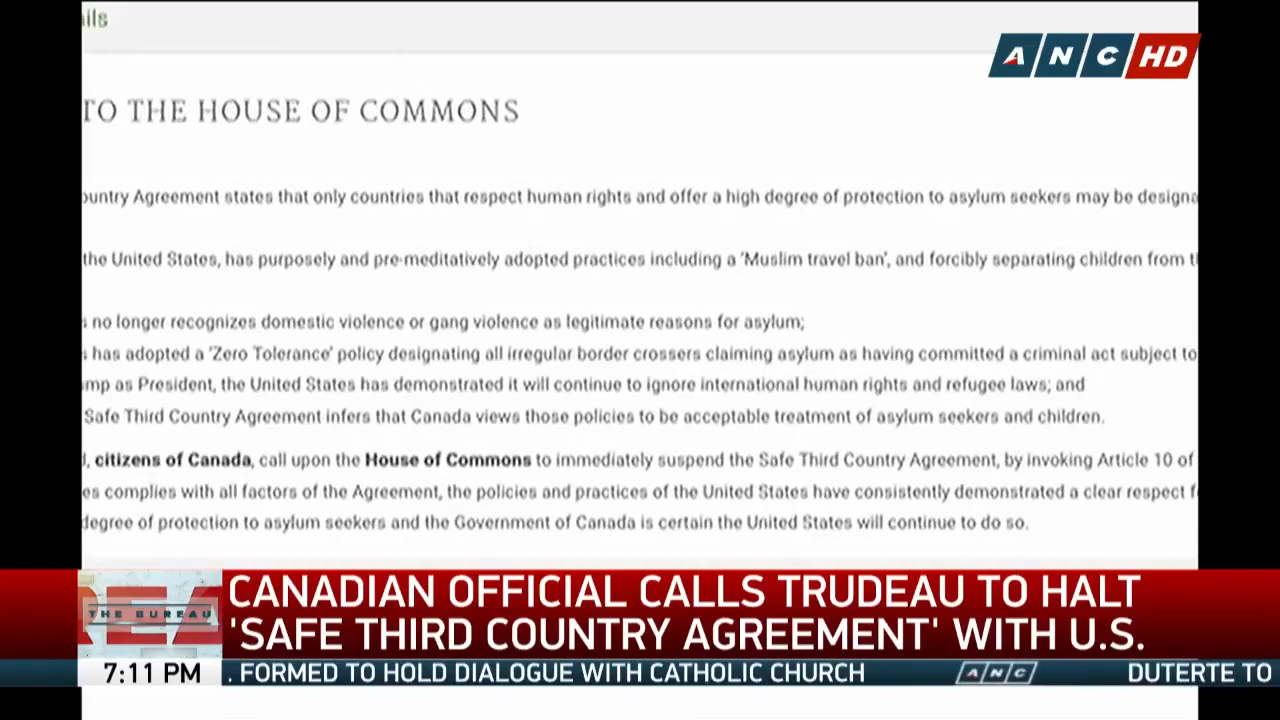 ils
ANC HD
TO THE HOUSE OF COMMONS
ountry Agreement states that only countries that respect human rights and offer a high degree of protection to asylum seekers may be designa
the United States, has purposely and pre-meditatively adopted practices including a 'Muslim travel ban', and forcibly separating children from t
s no longer recognizes domestic violence or gang violence as legitimate reasons for asylum;
s has adopted a 'Zero Tolerance' policy designating all irregular border crossers claiming asylum as having committed a criminal act subject to
mp as President, the United States has demonstrated it will continue to ignore international human rights and refugee laws; and
Safe Third Country Agreement infers that Canada views those policies to be acceptable treatment of asylum seekers and children.
, citizens of Canada, call upon the House of Commons to immediately suspend the Safe Third Country Agreement, by invoking Article 10 of
es complies with all factors of the Agreement, the policies and practices of the United States have consistently demonstrated a clear respect f
degree of protection to asylum seekers and the Government of Canada is certain the United States will continue to do so.
THE BUREAU
CANADIAN OFFICIAL CALLS TRUDEAU TO HALT
'SAFE THIRD COUNTRY AGREEMENT' WITH U.S.
7:11 PM . FORMED TO HOLD DIALOGUE WITH CATHOLIC CHURCH ANC DUTERTE TO